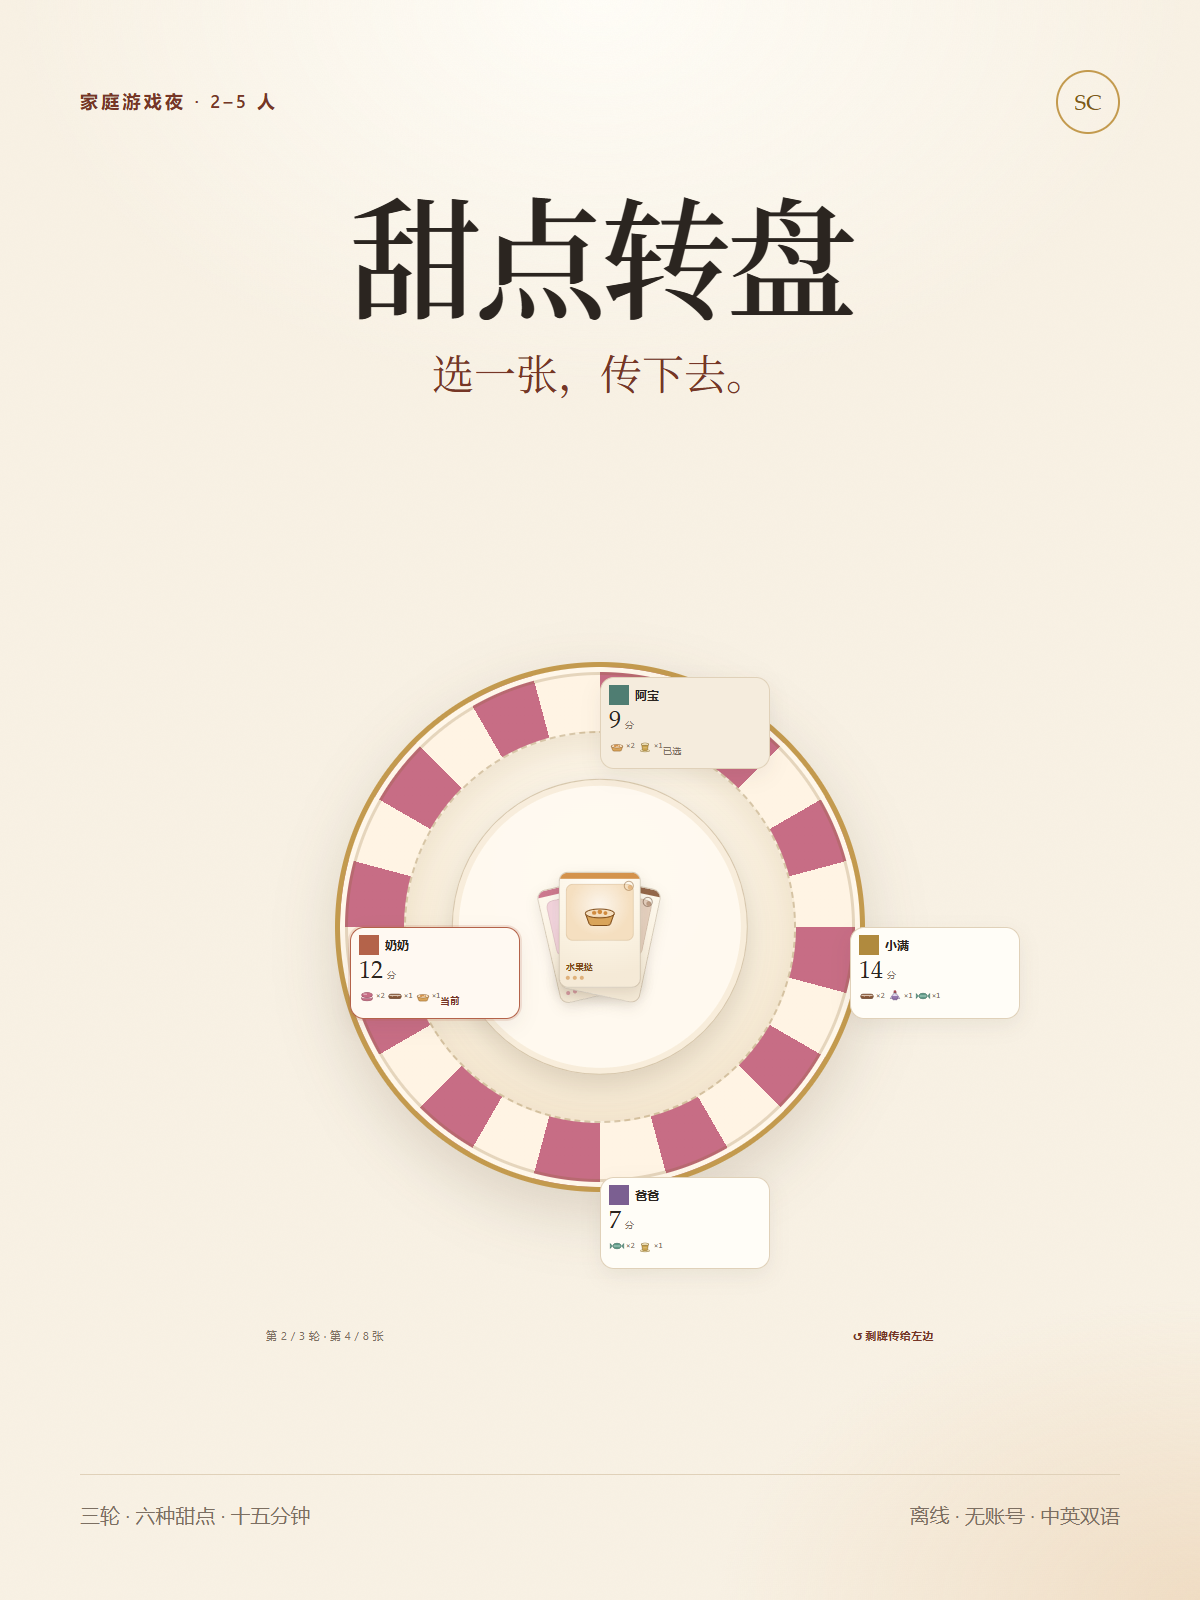 家庭游戏夜 · 2–5 人
SC
甜点转盘
选一张，传下去。
阿宝
9 分
×2 ×1 已选
奶奶
12 分
×2 ×1 ×1 当前
水果挞
小满
14 分
×2 ×1 ×1
爸爸
7 分
×2 ×1
第 2 / 3 轮 · 第 4 / 8 张
↺ 剩牌传给左边
三轮 · 六种甜点 · 十五分钟
离线 · 无账号 · 中英双语